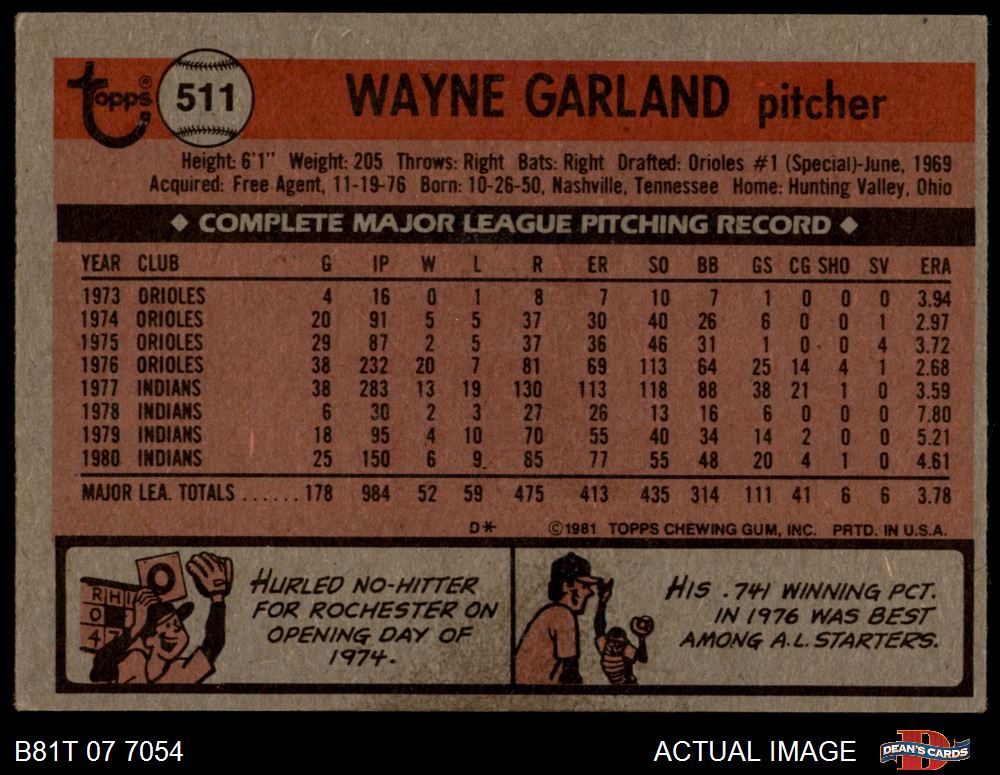 Topps® 511 WAYNE GARLAND pitcher
Height: 6'1" Weight: 205 Throws: Right Bats: Right Drafted: Orioles #1 (Special)-June, 1969
Acquired: Free Agent, 11-19-76 Born: 10-26-50, Nashville, Tennessee Home: Hunting Valley, Ohio
◆ COMPLETE MAJOR LEAGUE PITCHING RECORD ◆
YEAR CLUB G IP W L R ER SO BB GS CG SHO SV ERA
1973 ORIOLES 4 16 0 1 8 7 10 7 1 0 0 0 3.94
1974 ORIOLES 20 91 5 5 37 30 40 26 6 0 0 1 2.97
1975 ORIOLES 29 87 2 5 37 36 46 31 1 0 0 4 3.72
1976 ORIOLES 38 232 20 7 81 69 113 64 25 14 4 1 2.68
1977 INDIANS 38 283 13 19 130 113 118 88 38 21 1 0 3.59
1978 INDIANS 6 30 2 3 27 26 13 16 6 0 0 0 7.80
1979 INDIANS 18 95 4 10 70 55 40 34 14 2 0 0 5.21
1980 INDIANS 25 150 6 9 85 77 55 48 20 4 1 0 4.61
MAJOR LEA. TOTALS ...... 178 984 52 59 475 413 435 314 111 41 6 6 3.78
D* ©1981 TOPPS CHEWING GUM, INC. PRTD. IN U.S.A.
RHI
0
0
47
HURLED NO-HITTER
FOR ROCHESTER ON
OPENING DAY OF
1974.
HIS .741 WINNING PCT.
IN 1976 WAS BEST
AMONG A.L. STARTERS.
B81T 07 7054 ACTUAL IMAGE DEAN'S CARDS